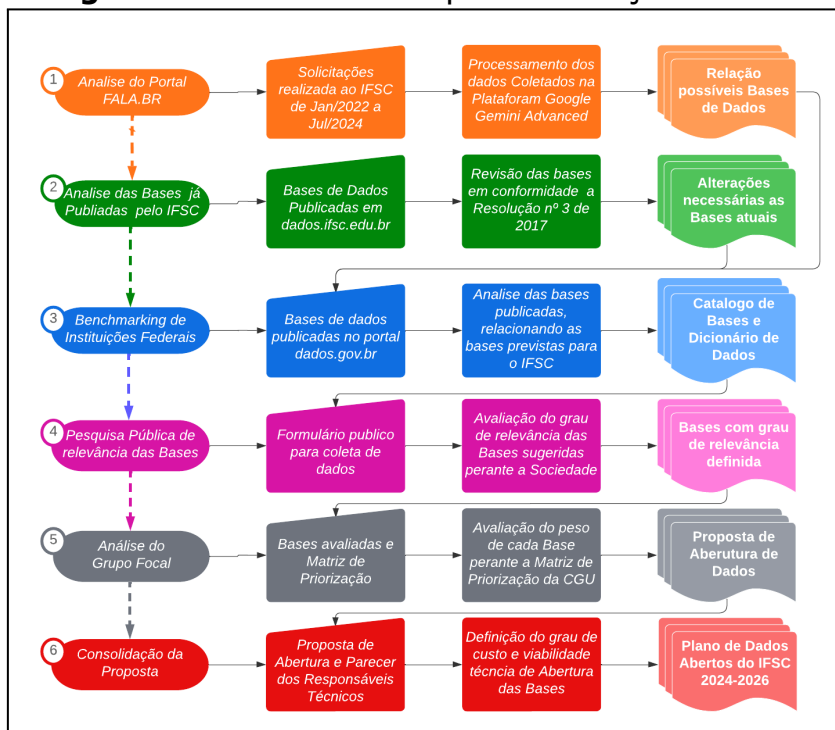 1
Analise do Portal
FALA.BR
Solicitações
realizada ao IFSC
de Jan/2022 a
Jul/2024
Processamento dos
dados Coletados na
Plataforam Google
Gemini Advanced
Relação
possíveis Bases
de Dados
2
Analise das Bases já
Publiadas pelo IFSC
Bases de Dados
Publicadas em
dados.ifsc.edu.br
Revisão das bases
em conformidade a
Resolução nº 3 de
2017
Alterações
necessárias as
Bases atuais
3
Benchmarking de
Instituições Federais
Bases de dados
publicadas no portal
dados.gov.br
Analise das bases
publicadas,
relacionando as
bases previstas para
o IFSC
Catalogo de
Bases e
Dicionário de
Dados
4
Pesquisa Pública de
relevância das Bases
Formulário publico
para coleta de
dados
Avaliação do grau
de relevância das
Bases sugeridas
perante a Sociedade
Bases com grau
de relevância
definida
5
Análise do
Grupo Focal
Bases avaliadas e
Matriz de
Priorização
Avaliação do peso
de cada Base
perante a Matriz de
Priorização da CGU
Proposta de
Aberutura de
Dados
6
Consolidação da
Proposta
Proposta de
Abertura e Parecer
dos Responsáveis
Técnicos
Definição do grau de
custo e viabilidade
técncia de Abertura
das Bases
Plano de Dados
Abertos do IFSC
2024-2026